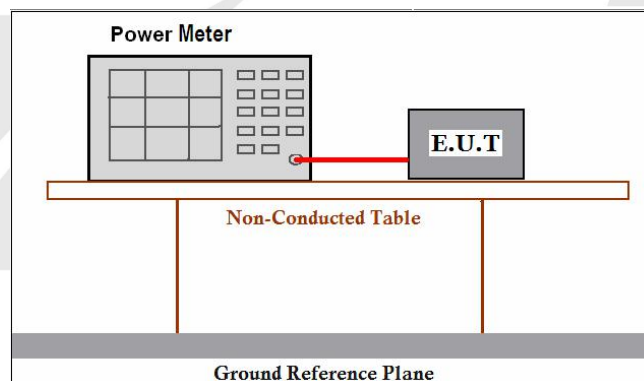 Power Meter
E.U.T
Non-Conducted Table
Ground Reference Plane